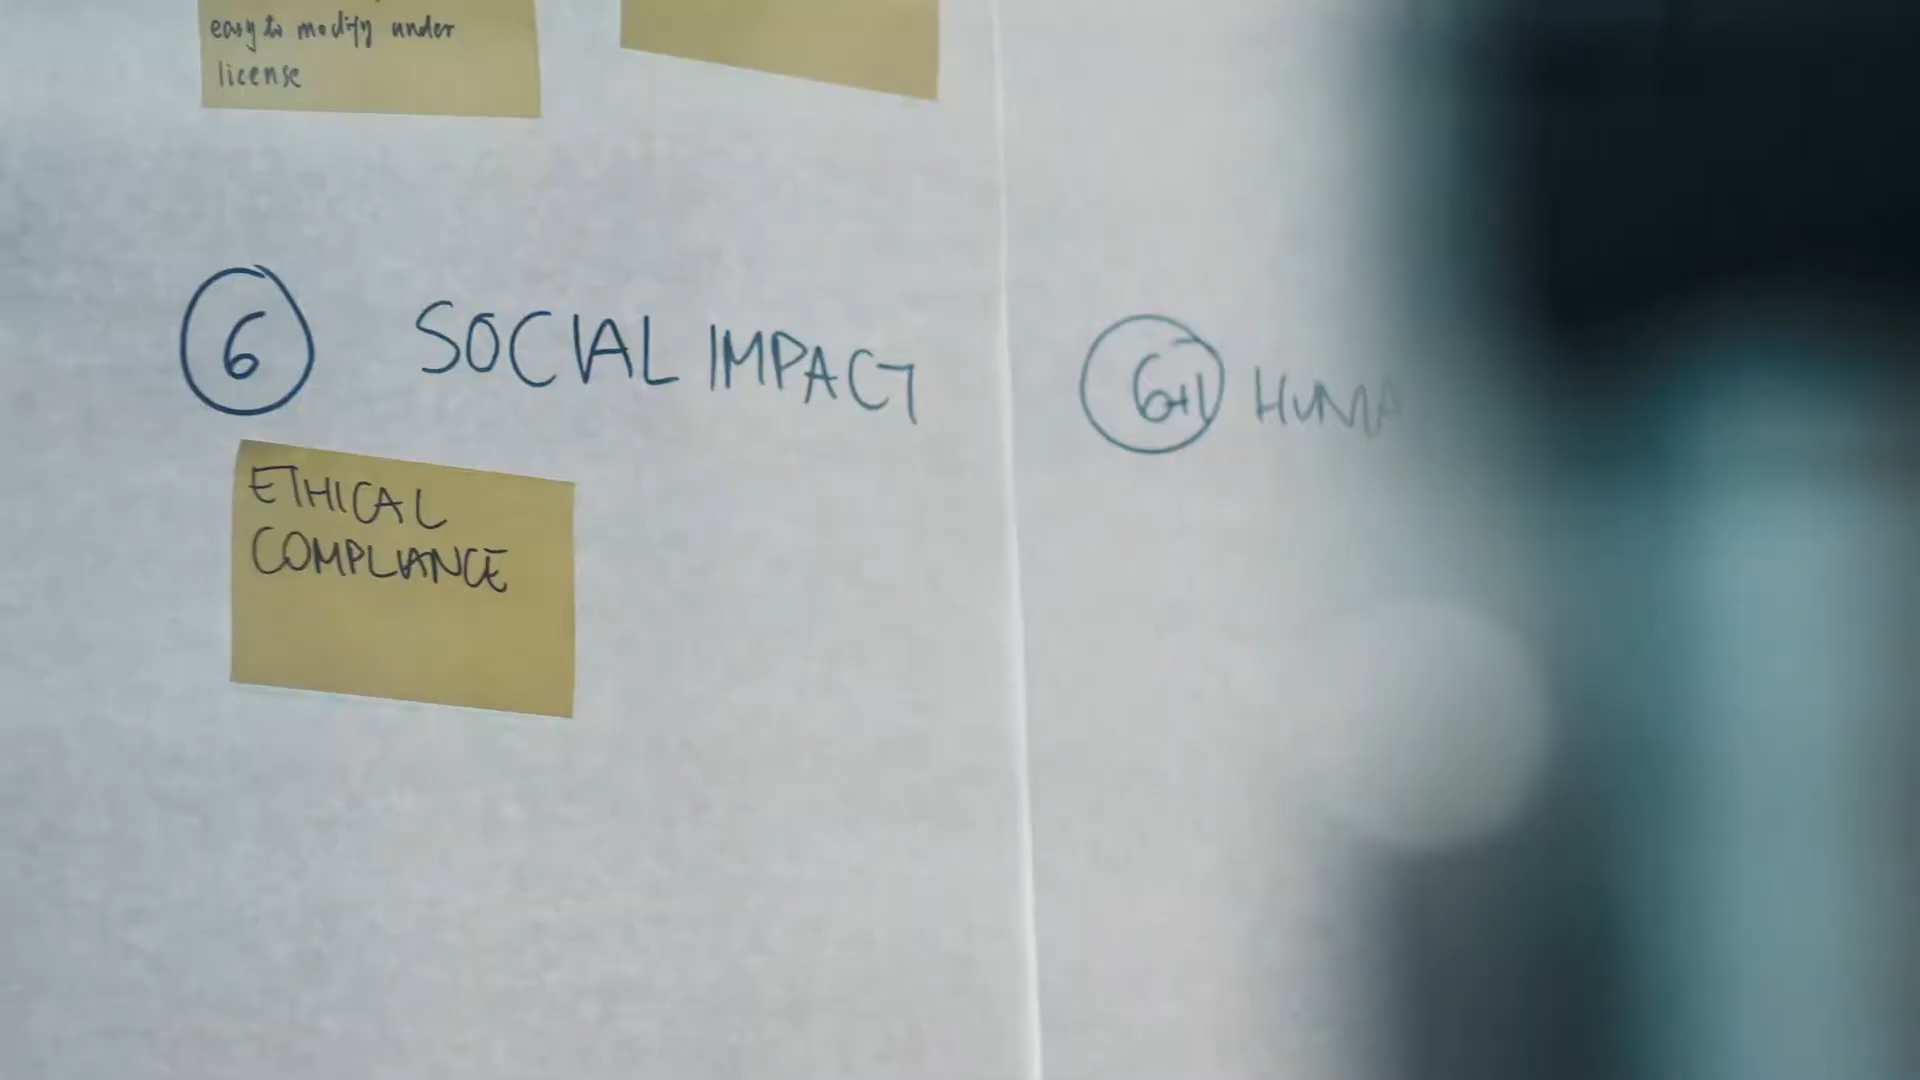 easy to modify under
license
6 SOCIAL IMPACT
6+1
ETHICAL
COMPLIANCE